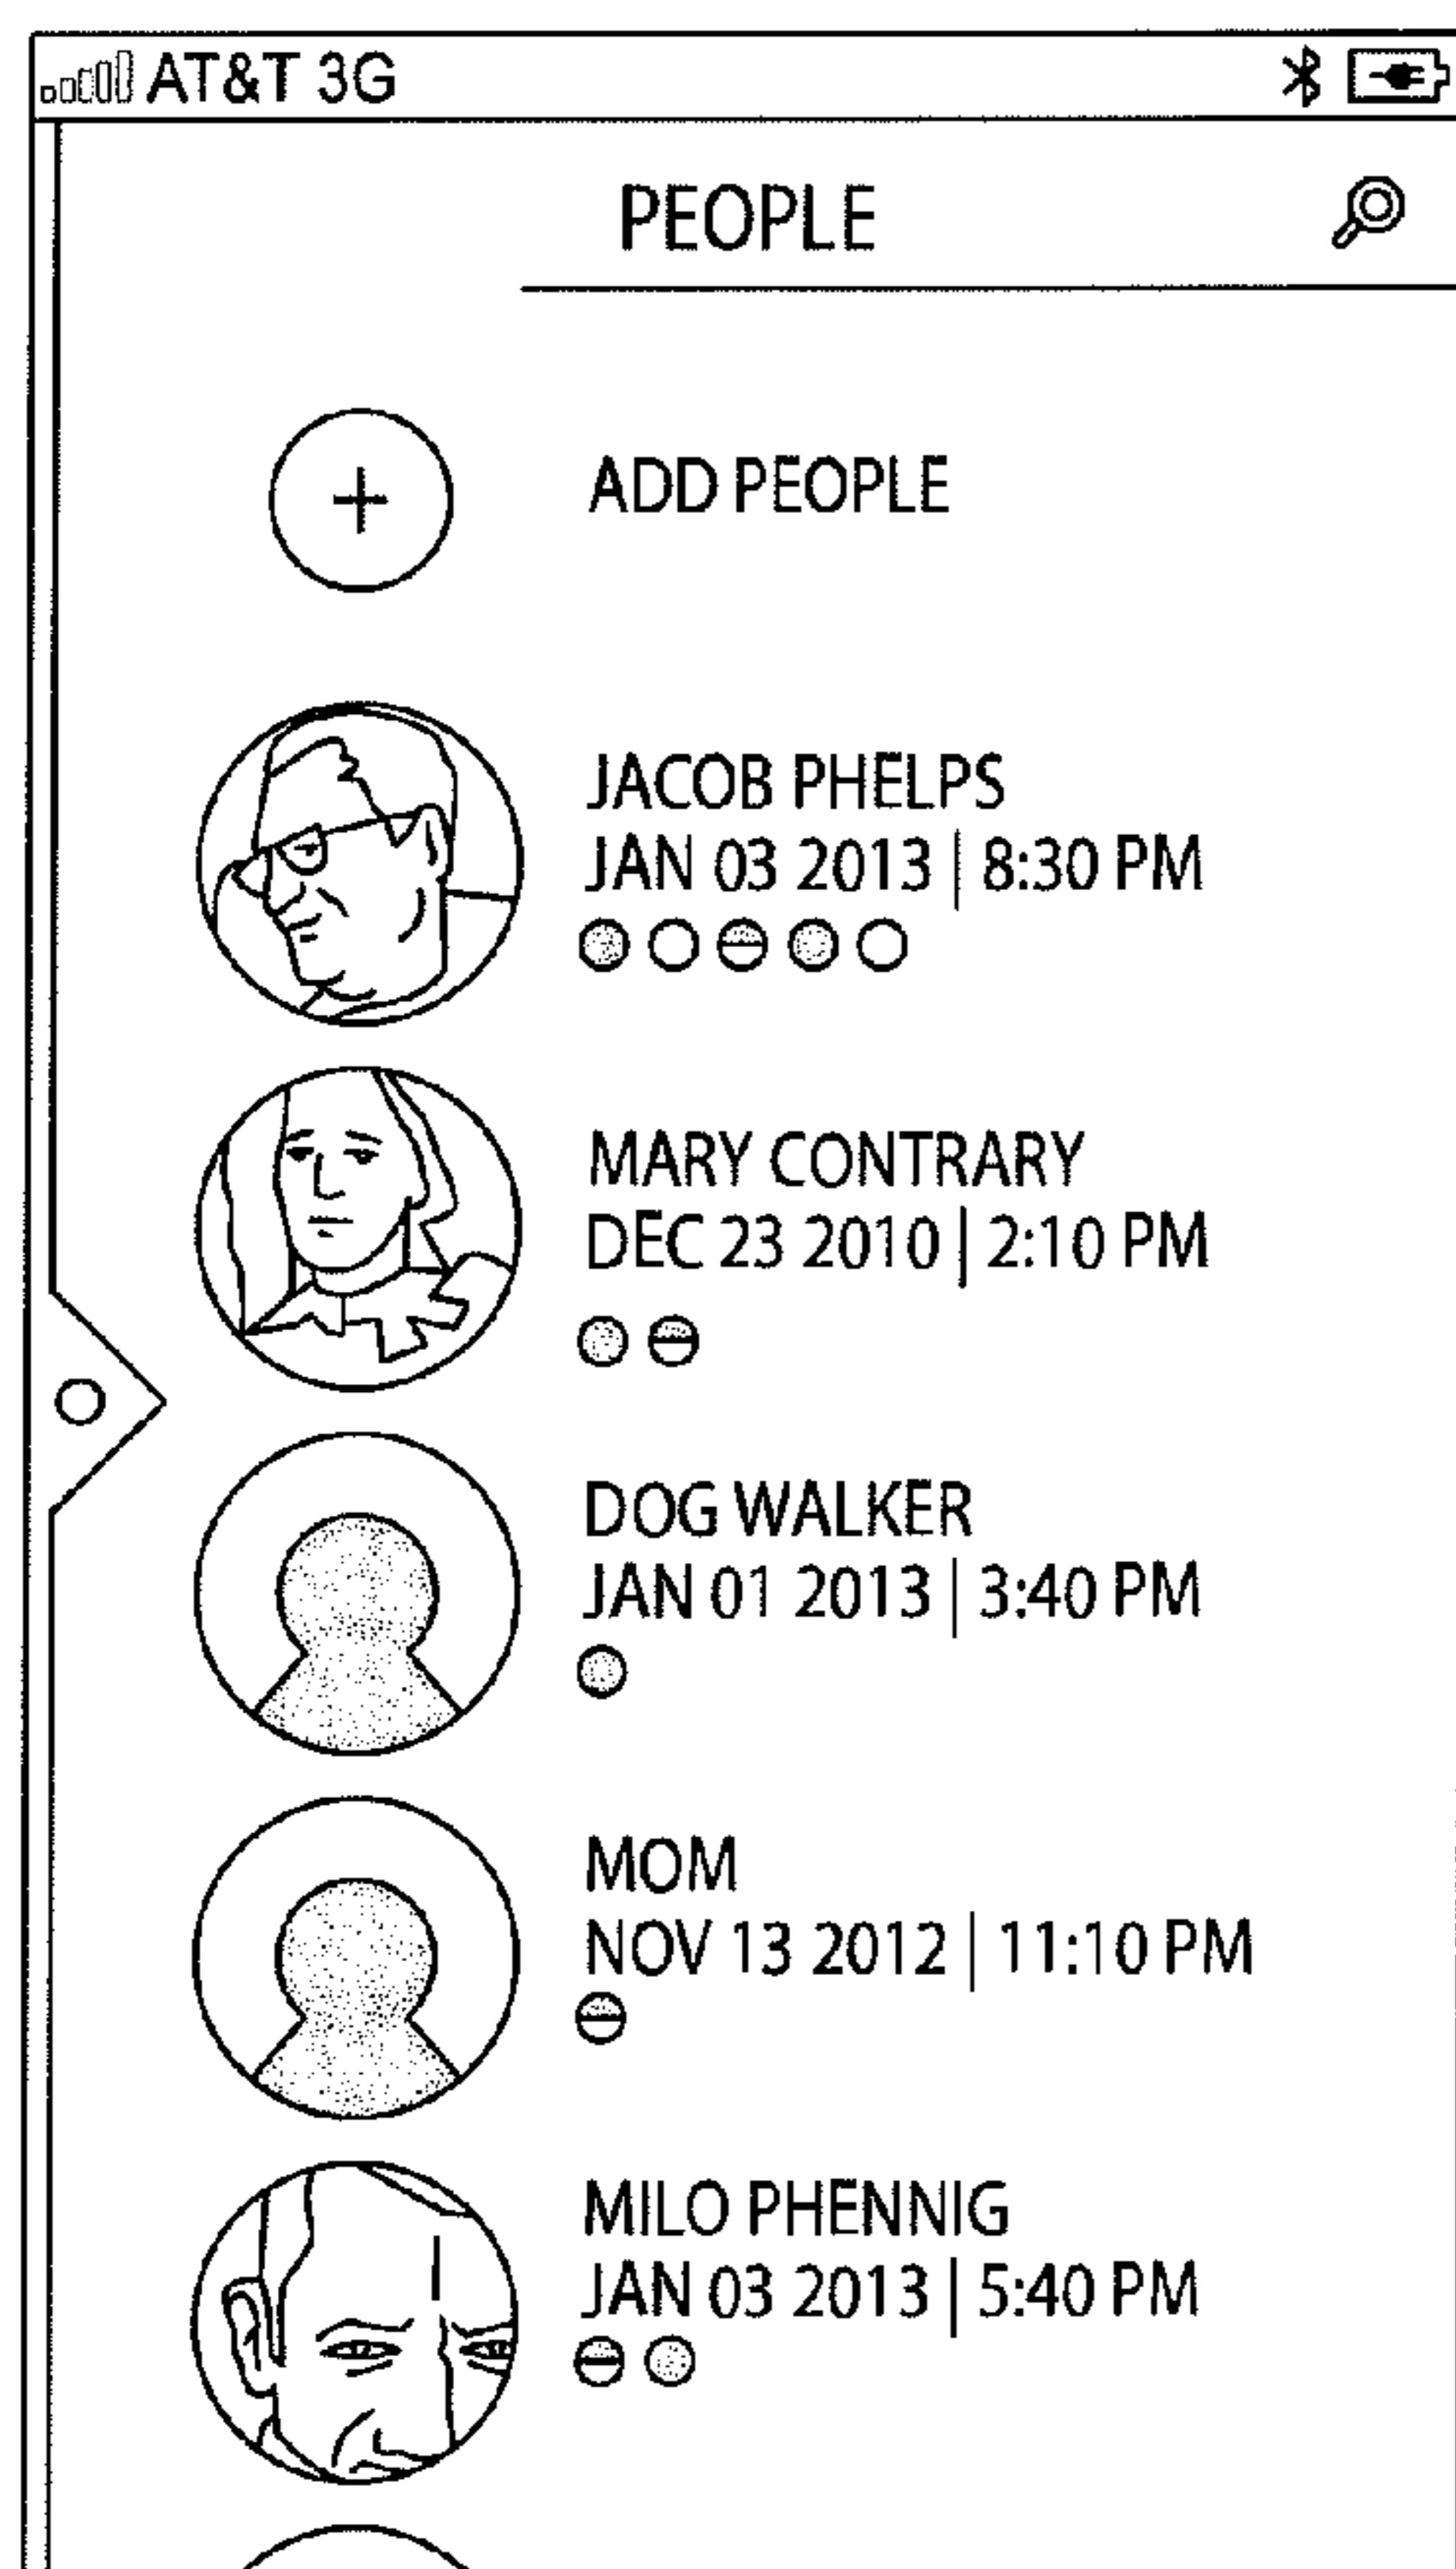 AT&T 3G
PEOPLE
ADD PEOPLE
JACOB PHELPS
JAN 03 2013 | 8:30 PM
MARY CONTRARY
DEC 23 2010 | 2:10 PM
DOG WALKER
JAN 01 2013 | 3:40 PM
MOM
NOV 13 2012 | 11:10 PM
MILO PHENNIG
JAN 03 2013 | 5:40 PM